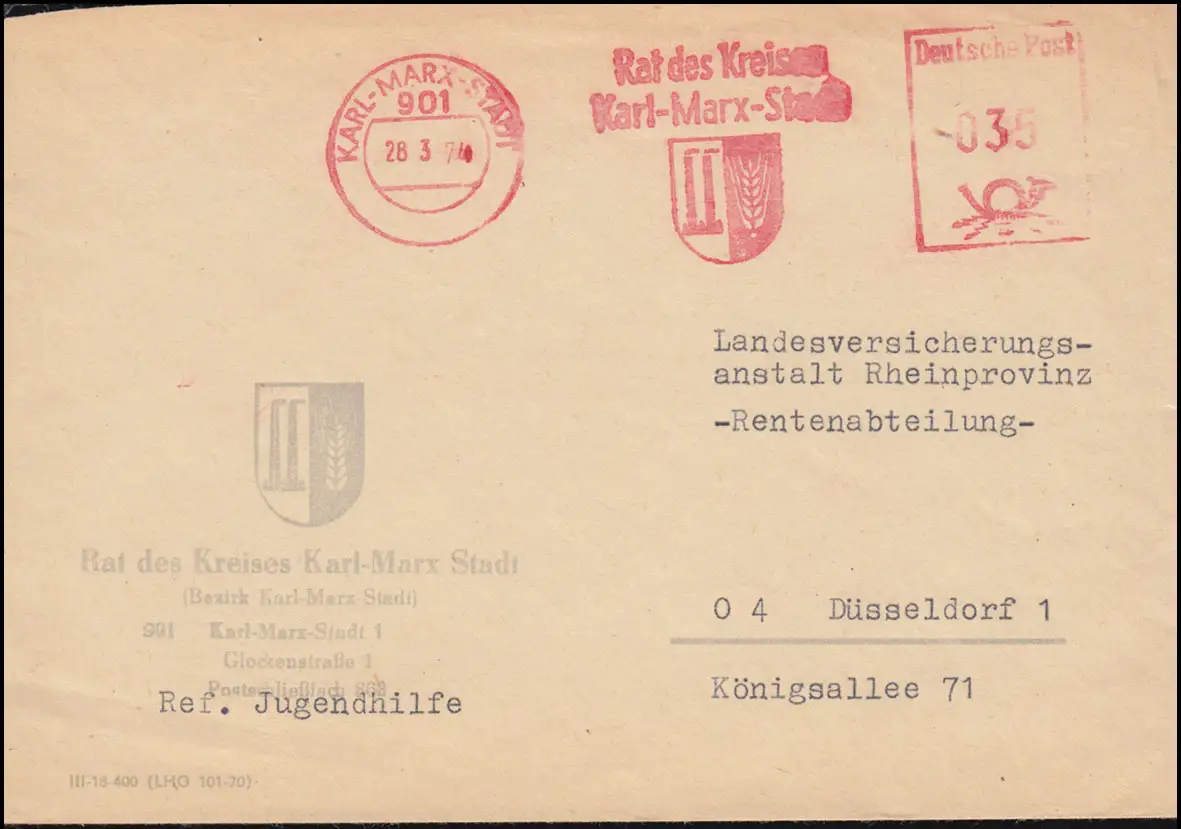 KARL-MARX-STADT
901
28 3 74
Rat des Kreises
Karl-Marx-Stadt
Deutsche Post
035
Landesversicherungs-
anstalt Rheinprovinz
-Rentenabteilung-
Rat des Kreises Karl-Marx Stadt
(Bezirk Karl-Marx-Stadt)
901 Karl-Marx-Stadt 1
Glockenstraße 1
Postschließfach 868
Ref. Jugendhilfe
O 4 Düsseldorf 1
Königsallee 71
III-18-400 (LHG 101-70)